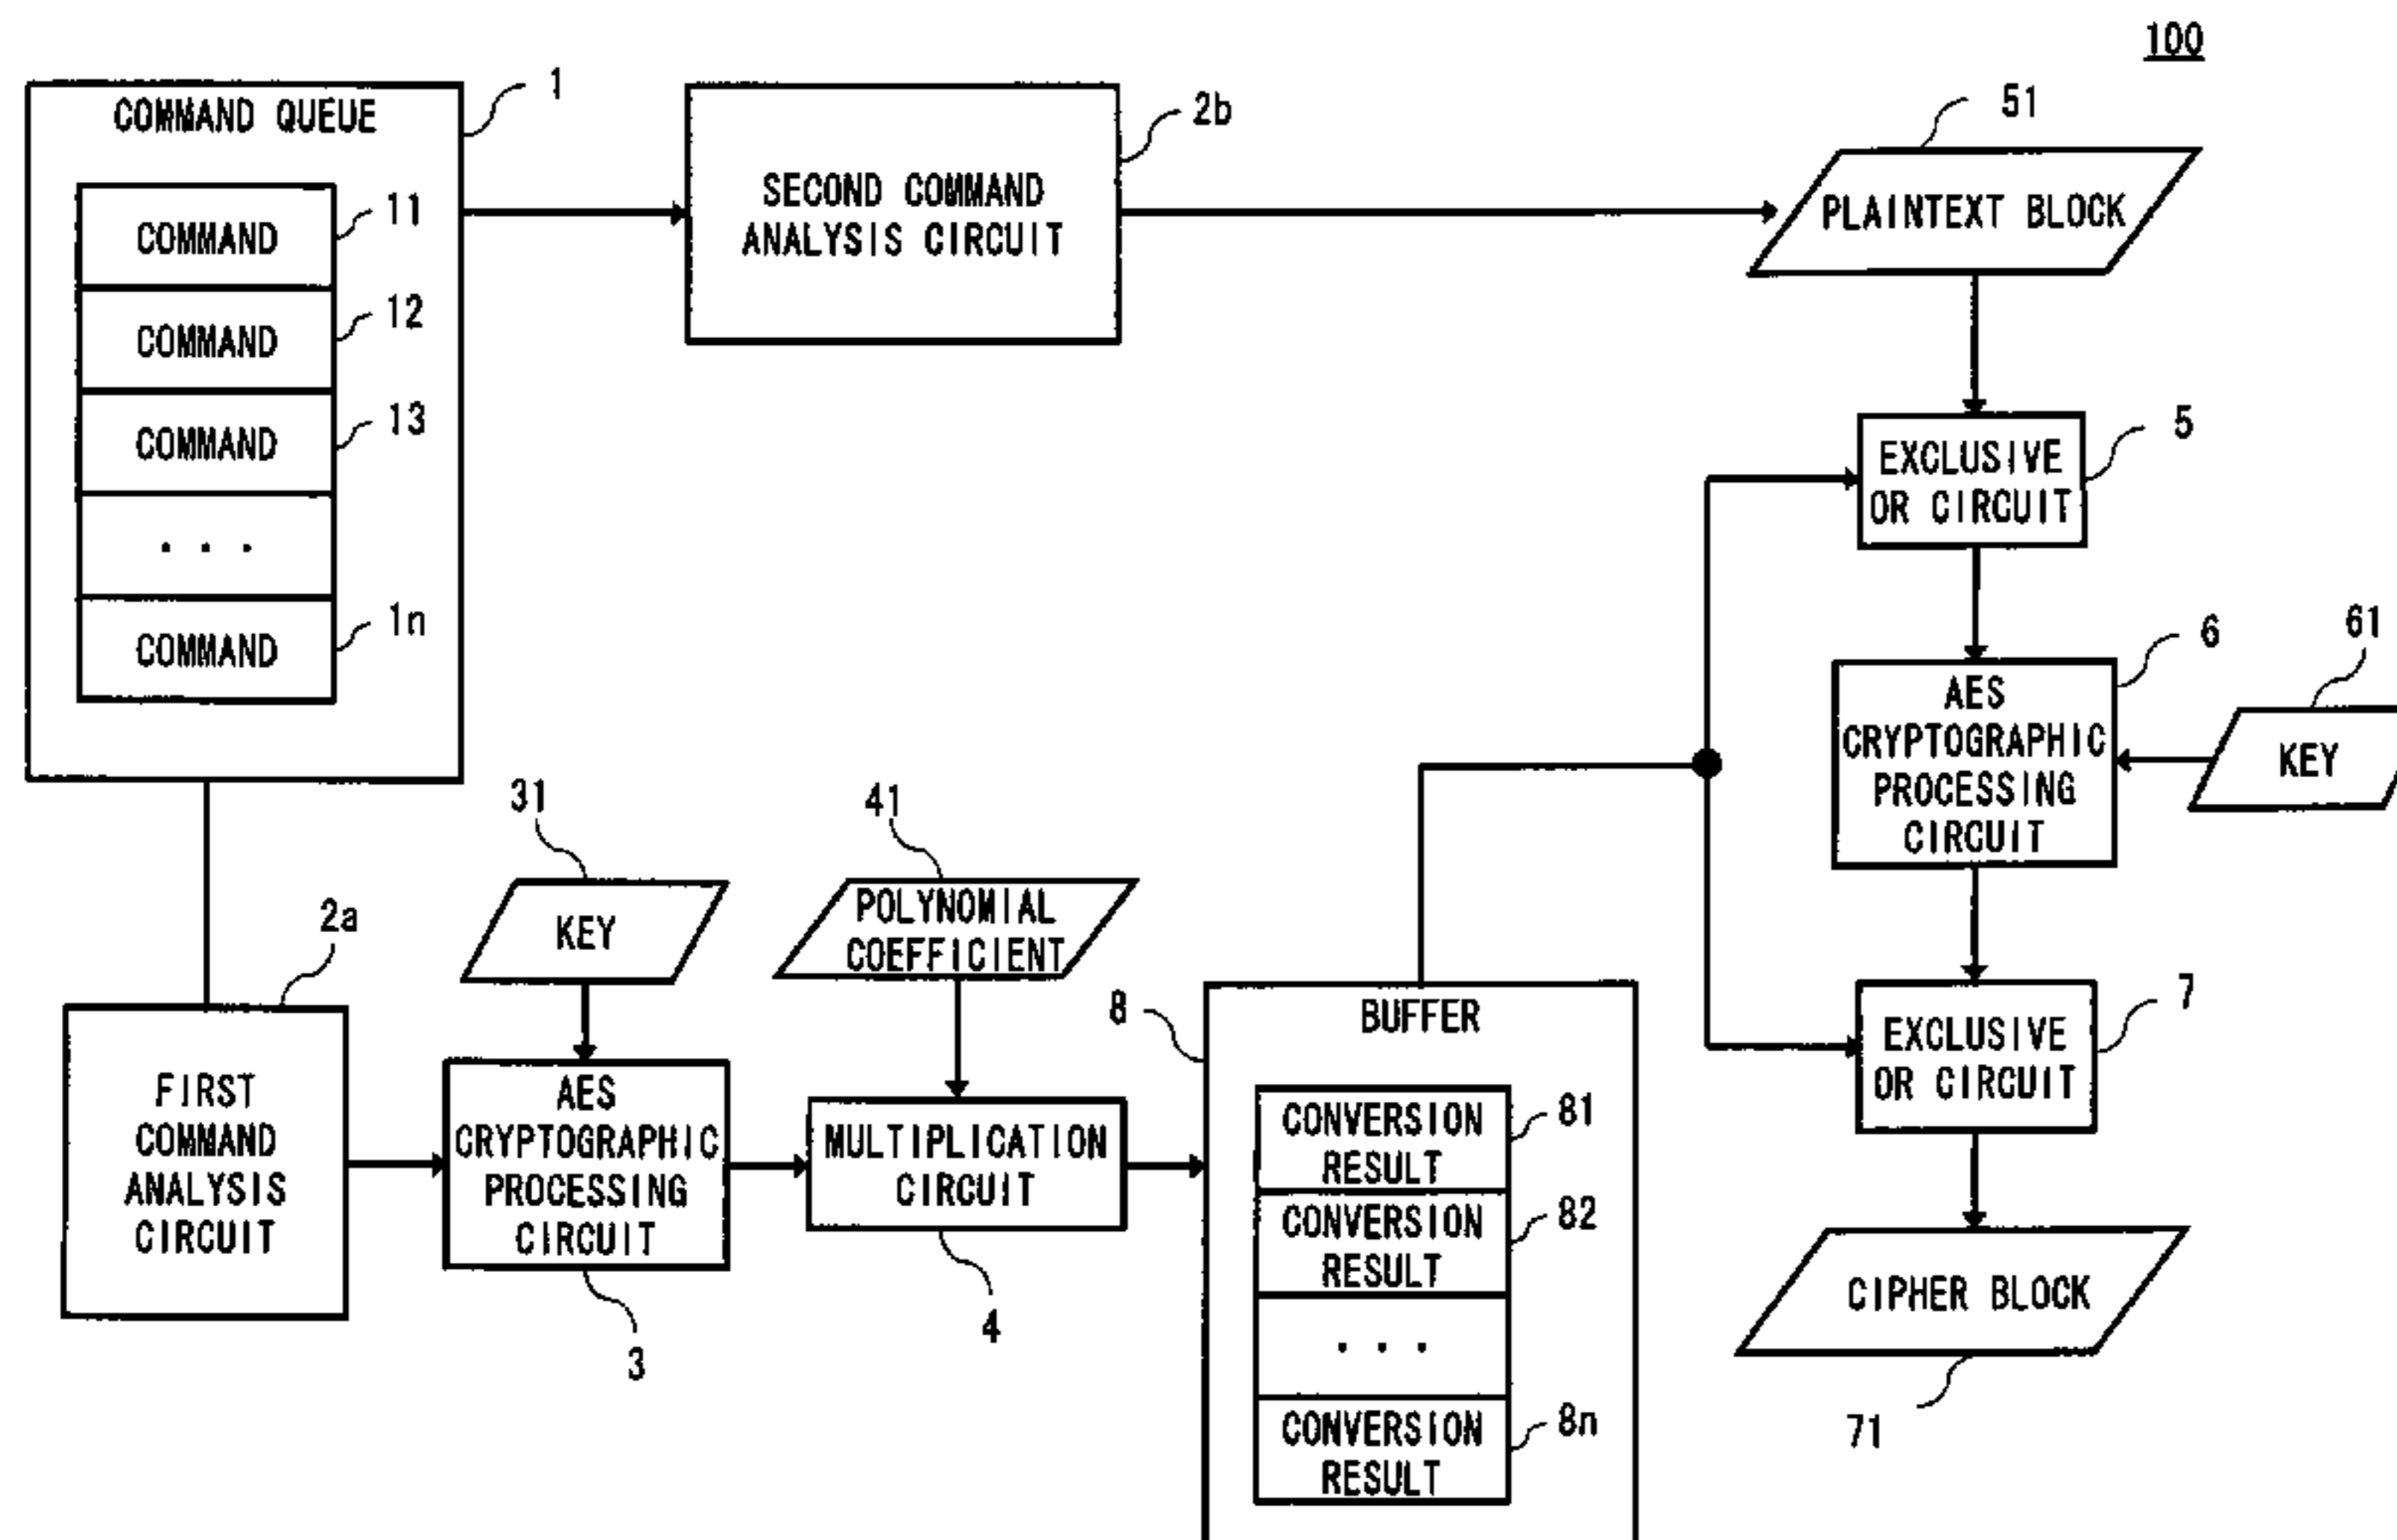 100
COMMAND QUEUE
1
COMMAND
11
COMMAND
12
COMMAND
13
. . .
COMMAND
1n
SECOND COMMAND
ANALYSIS CIRCUIT
2b
51
PLAINTEXT BLOCK
EXCLUSIVE
OR CIRCUIT
5
AES
CRYPTOGRAPHIC
PROCESSING
CIRCUIT
6
61
KEY
2a
FIRST
COMMAND
ANALYSIS
CIRCUIT
31
KEY
AES
CRYPTOGRAPHIC
PROCESSING
CIRCUIT
3
41
POLYNOMIAL
COEFFICIENT
MULTIPLICATION
CIRCUIT
4
8
BUFFER
CONVERSION
RESULT
81
CONVERSION
RESULT
82
. . .
CONVERSION
RESULT
8n
EXCLUSIVE
OR CIRCUIT
7
CIPHER BLOCK
71